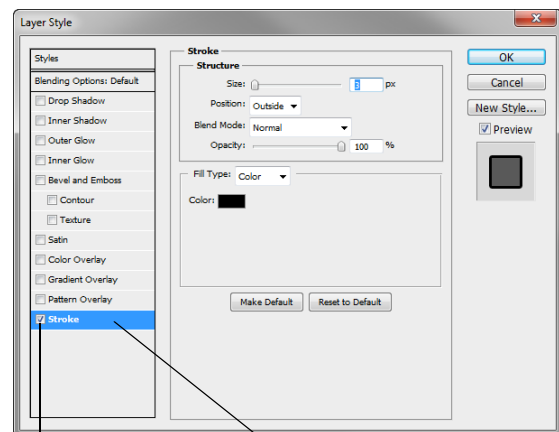 Layer Style
Styles
Blending Options: Default
Drop Shadow
Inner Shadow
Outer Glow
Inner Glow
Bevel and Emboss
Contour
Texture
Satin
Color Overlay
Gradient Overlay
Pattern Overlay
Stroke
Stroke
Structure
Size: 3 px
Position: Outside
Blend Mode: Normal
Opacity: 100 %
Fill Type: Color
Color:
Make Default Reset to Default
OK
Cancel
New Style...
Preview